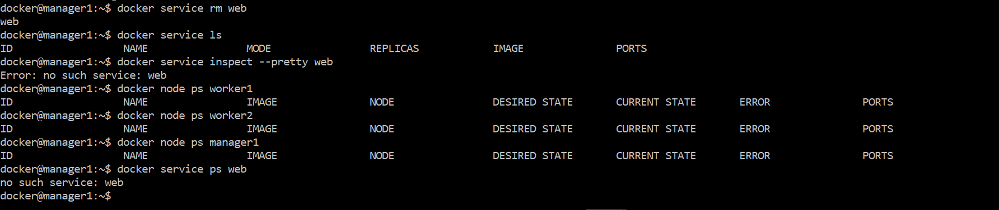 docker@manager1:~$ docker service rm web
web
docker@manager1:~$ docker service ls
ID NAME MODE REPLICAS IMAGE PORTS
docker@manager1:~$ docker service inspect --pretty web
Error: no such service: web
docker@manager1:~$ docker node ps worker1
ID NAME IMAGE NODE DESIRED STATE CURRENT STATE ERROR PORTS
docker@manager1:~$ docker node ps worker2
ID NAME IMAGE NODE DESIRED STATE CURRENT STATE ERROR PORTS
docker@manager1:~$ docker node ps manager1
ID NAME IMAGE NODE DESIRED STATE CURRENT STATE ERROR PORTS
docker@manager1:~$ docker service ps web
no such service: web
docker@manager1:~$